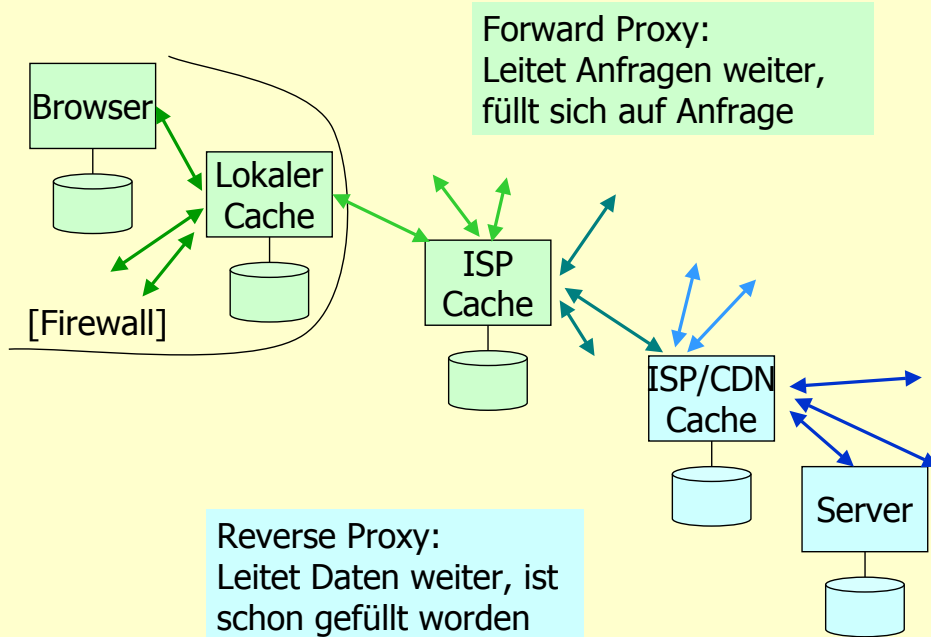 Forward Proxy:
Leitet Anfragen weiter,
füllt sich auf Anfrage
Browser
Lokaler
Cache
[Firewall]
ISP
Cache
ISP/CDN
Cache
Server
Reverse Proxy:
Leitet Daten weiter, ist
schon gefüllt worden